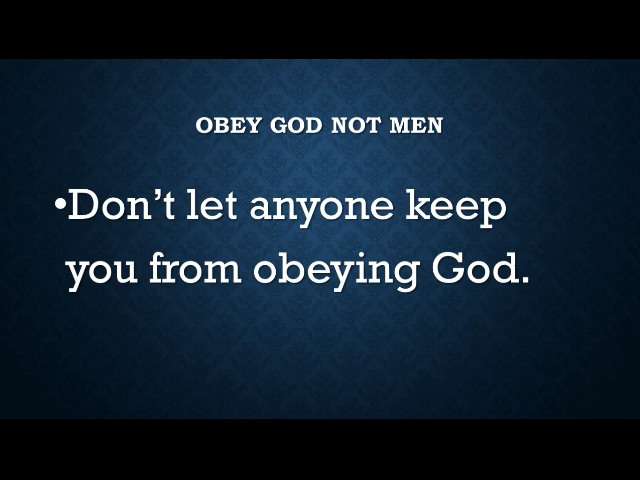 OBEY GOD NOT MEN
•Don’t let anyone keep
you from obeying God.